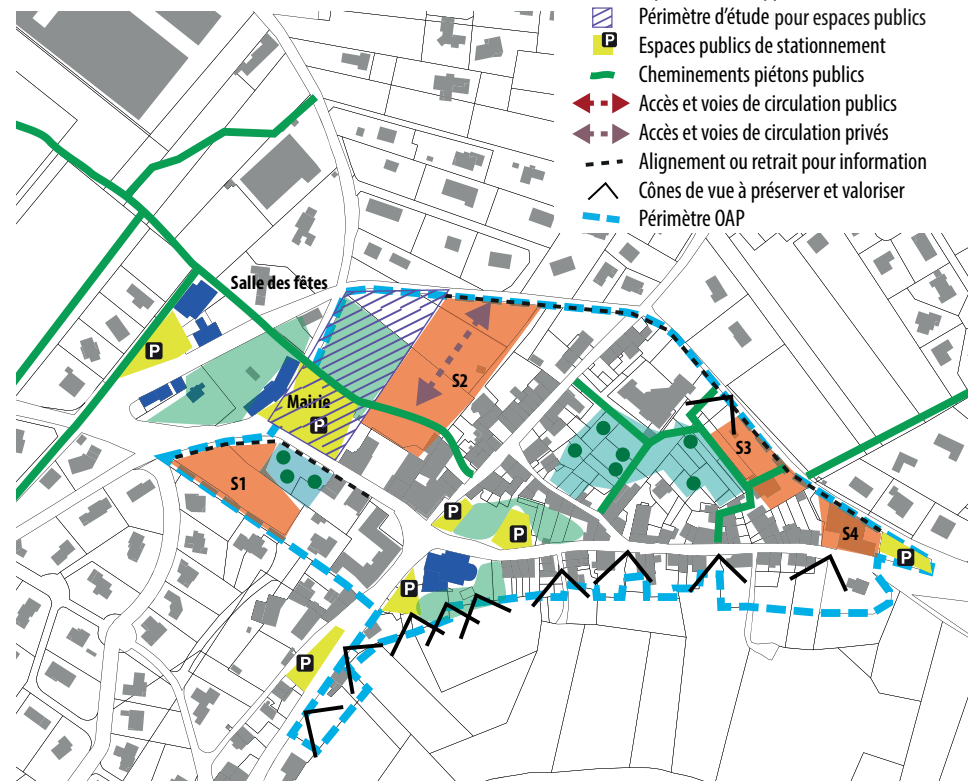 Périmètre d'étude pour espaces publics
P Espaces publics de stationnement
Cheminements piétons publics
Accès et voies de circulation publics
Accès et voies de circulation privés
Alignement ou retrait pour information
Cônes de vue à préserver et valoriser
Périmètre OAP
Salle des fêtes
P
S2
Mairie
P
S3
S1
P
P
S4
P
P
P